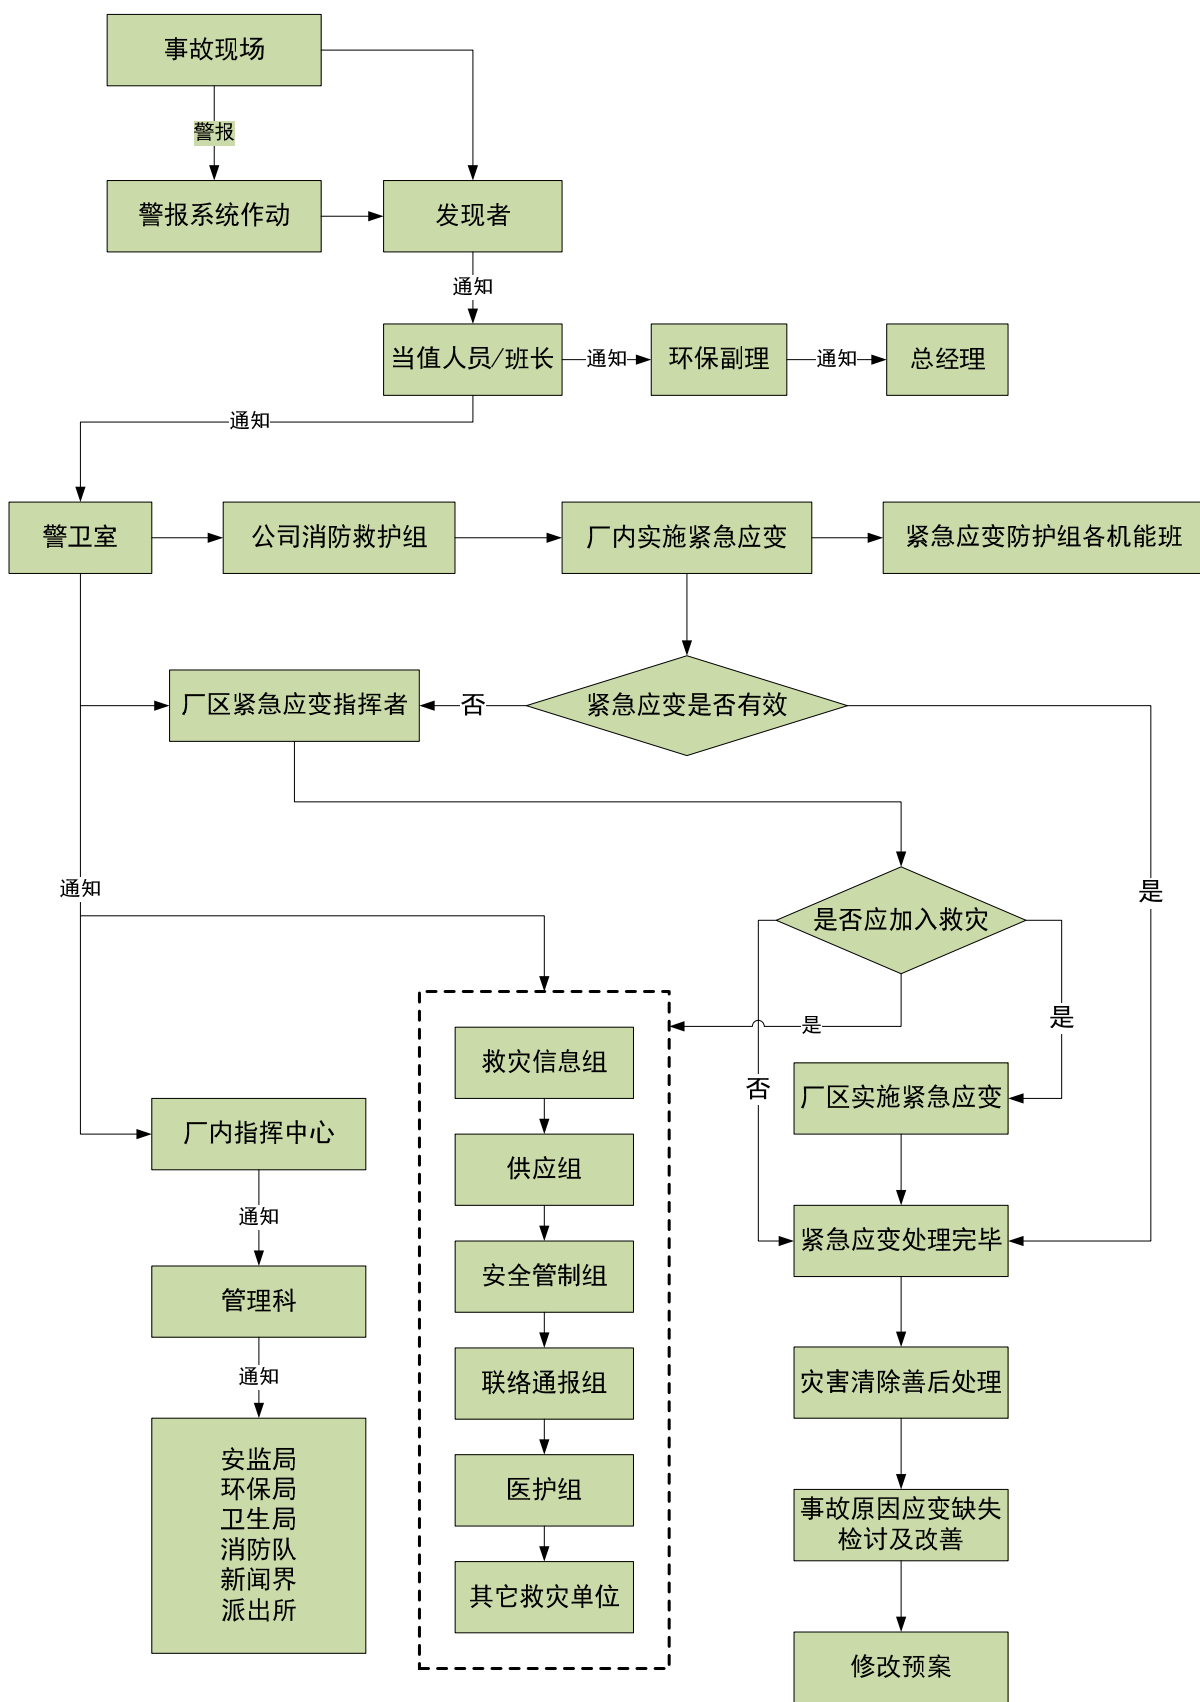 事故现场
警报
警报系统作动
发现者
通知
当值人员/班长
通知
环保副理
通知
总经理
通知
警卫室
公司消防救护组
厂内实施紧急应变
紧急应变防护组各机能班
厂区紧急应变指挥者
否
紧急应变是否有效
通知
是
是否应加入救灾
是
是
否
救灾信息组
厂区实施紧急应变
厂内指挥中心
供应组
通知
紧急应变处理完毕
安全管制组
管理科
通知
联络通报组
灾害清除善后处理
安监局
环保局
卫生局
消防队
新闻界
派出所
医护组
事故原因应变缺失
检讨及改善
其它救灾单位
修改预案